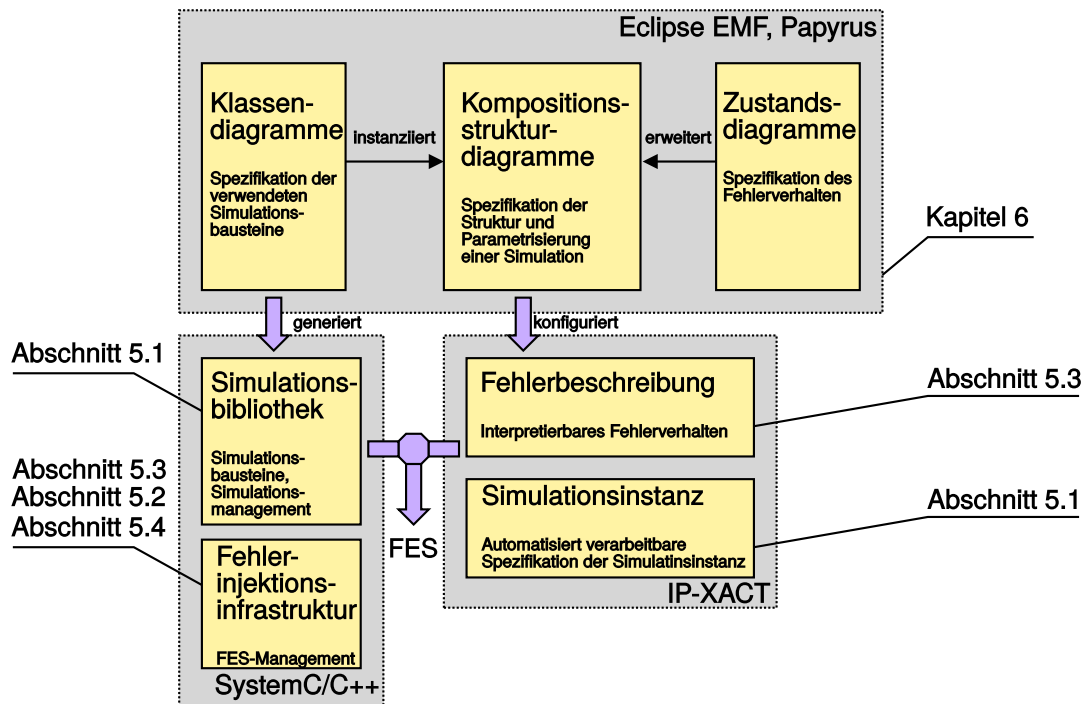 Eclipse EMF, Papyrus
Klassen-
diagramme
Spezifikation der
verwendeten
Simulations-
bausteine
instanziiert
Kompositions-
struktur-
diagramme
Spezifikation der
Struktur und
Parametrisierung
einer Simulation
erweitert
Zustands-
diagramme
Spezifikation des
Fehlerverhalten
Kapitel 6
generiert
konfiguriert
Abschnitt 5.1
Simulations-
bibliothek
Simulations-
bausteine,
Simulations-
management
Abschnitt 5.3
Abschnitt 5.2
Abschnitt 5.4
Fehler-
injektions-
infrastruktur
FES-Management
SystemC/C++
FES
Fehlerbeschreibung
Interpretierbares Fehlerverhalten
Abschnitt 5.3
Simulationsinstanz
Automatisiert verarbeitbare
Spezifikation der Simulatinsinstanz
Abschnitt 5.1
IP-XACT